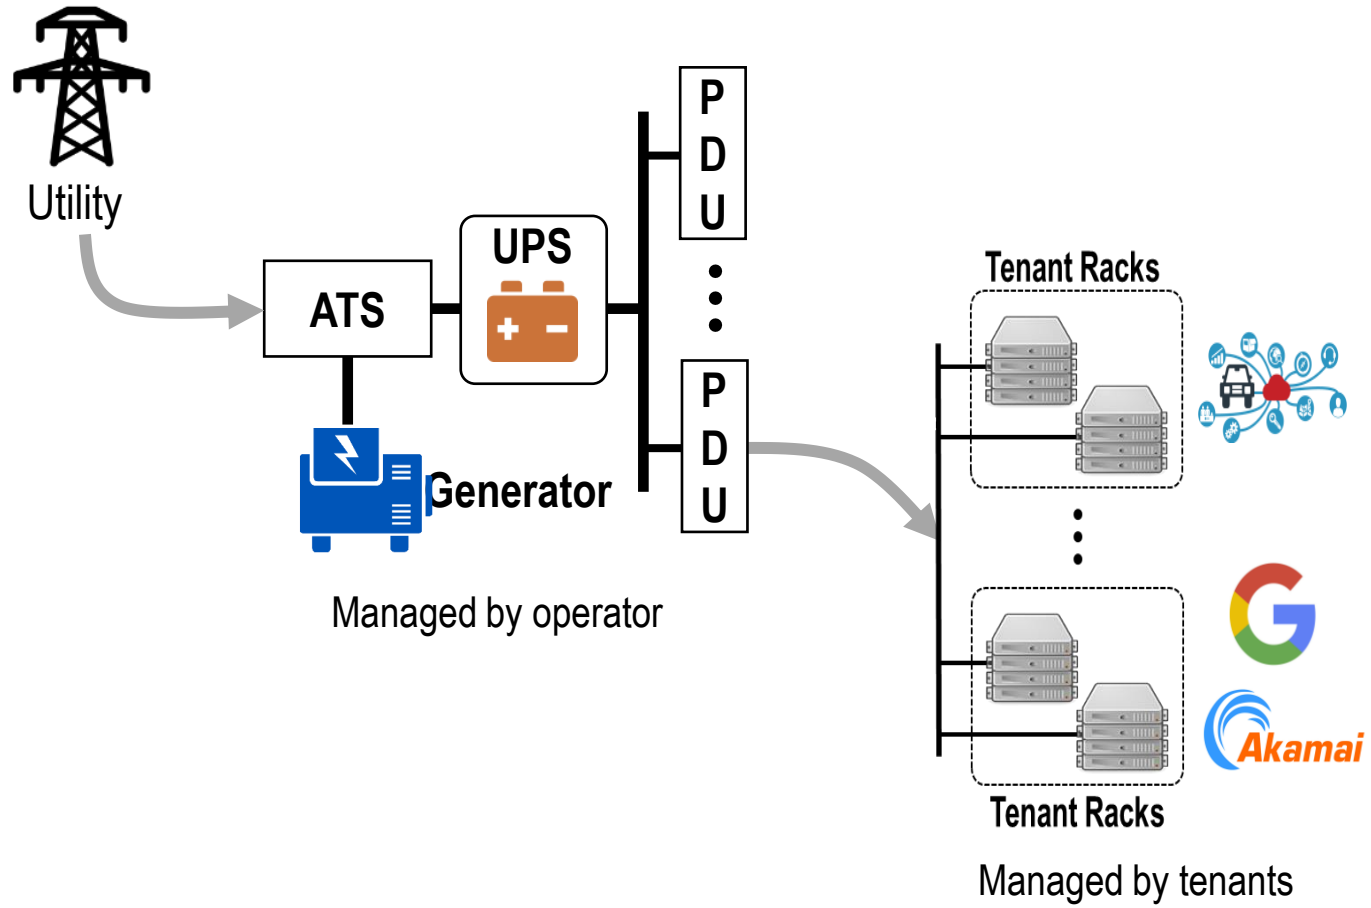 Utility
ATS
UPS
Generator
P
D
U
P
D
U
Managed by operator
Tenant Racks
Akamai
Tenant Racks
Managed by tenants